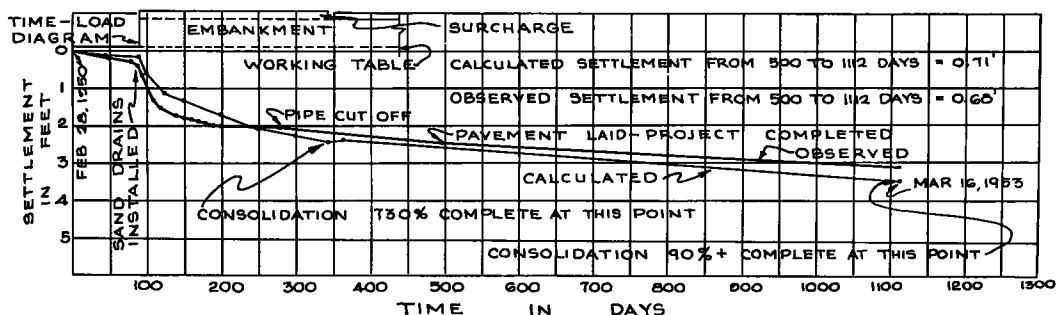 TIME-LOAD
DIAGRAM
EMBANKMENT
SURCHARGE
WORKING TABLE
CALCULATED SETTLEMENT FROM 500 TO 1112 DAYS = 0.71'
OBSERVED SETTLEMENT FROM 500 TO 1112 DAYS = 0.68'
SETTLEMENT
IN FEET
0
1
2
3
4
5
FEB 28, 1950
SAND DRAINS
INSTALLED
PIPE CUT OFF
PAVEMENT LAID-PROJECT COMPLETED
OBSERVED
CALCULATED
MAR 16, 1953
CONSOLIDATION 730% COMPLETE AT THIS POINT
CONSOLIDATION 90% + COMPLETE AT THIS POINT
100 200 300 400 500 600 700 800 900 1000 1100 1200 1300
TIME IN DAYS